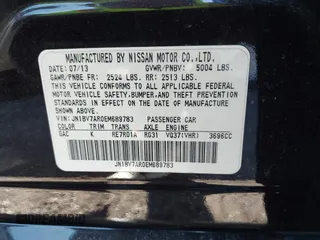 MANUFACTURED BY NISSAN MOTOR CO.,LTD.
DATE: 07/13 GVWR/PNBV: 5004 LBS.
GAWR/PNBE FR: 2524 LBS. RR: 2513 LBS.
THIS VEHICLE CONFORMS TO ALL APPLICABLE FEDERAL
MOTOR VEHICLE SAFETY, BUMPER, AND THEFT PREVENTION
STANDARDS IN EFFECT ON THE DATE OF MANUFACTURE
SHOWN ABOVE.
VIN: JN1BV7AR0EM689783 PASSENGER CAR
COLOR TRIM TRANS AXLE ENGINE
K RE7R01A RG31 VQ37(VHR) 3696CC
JN1BV7AR0EM689783